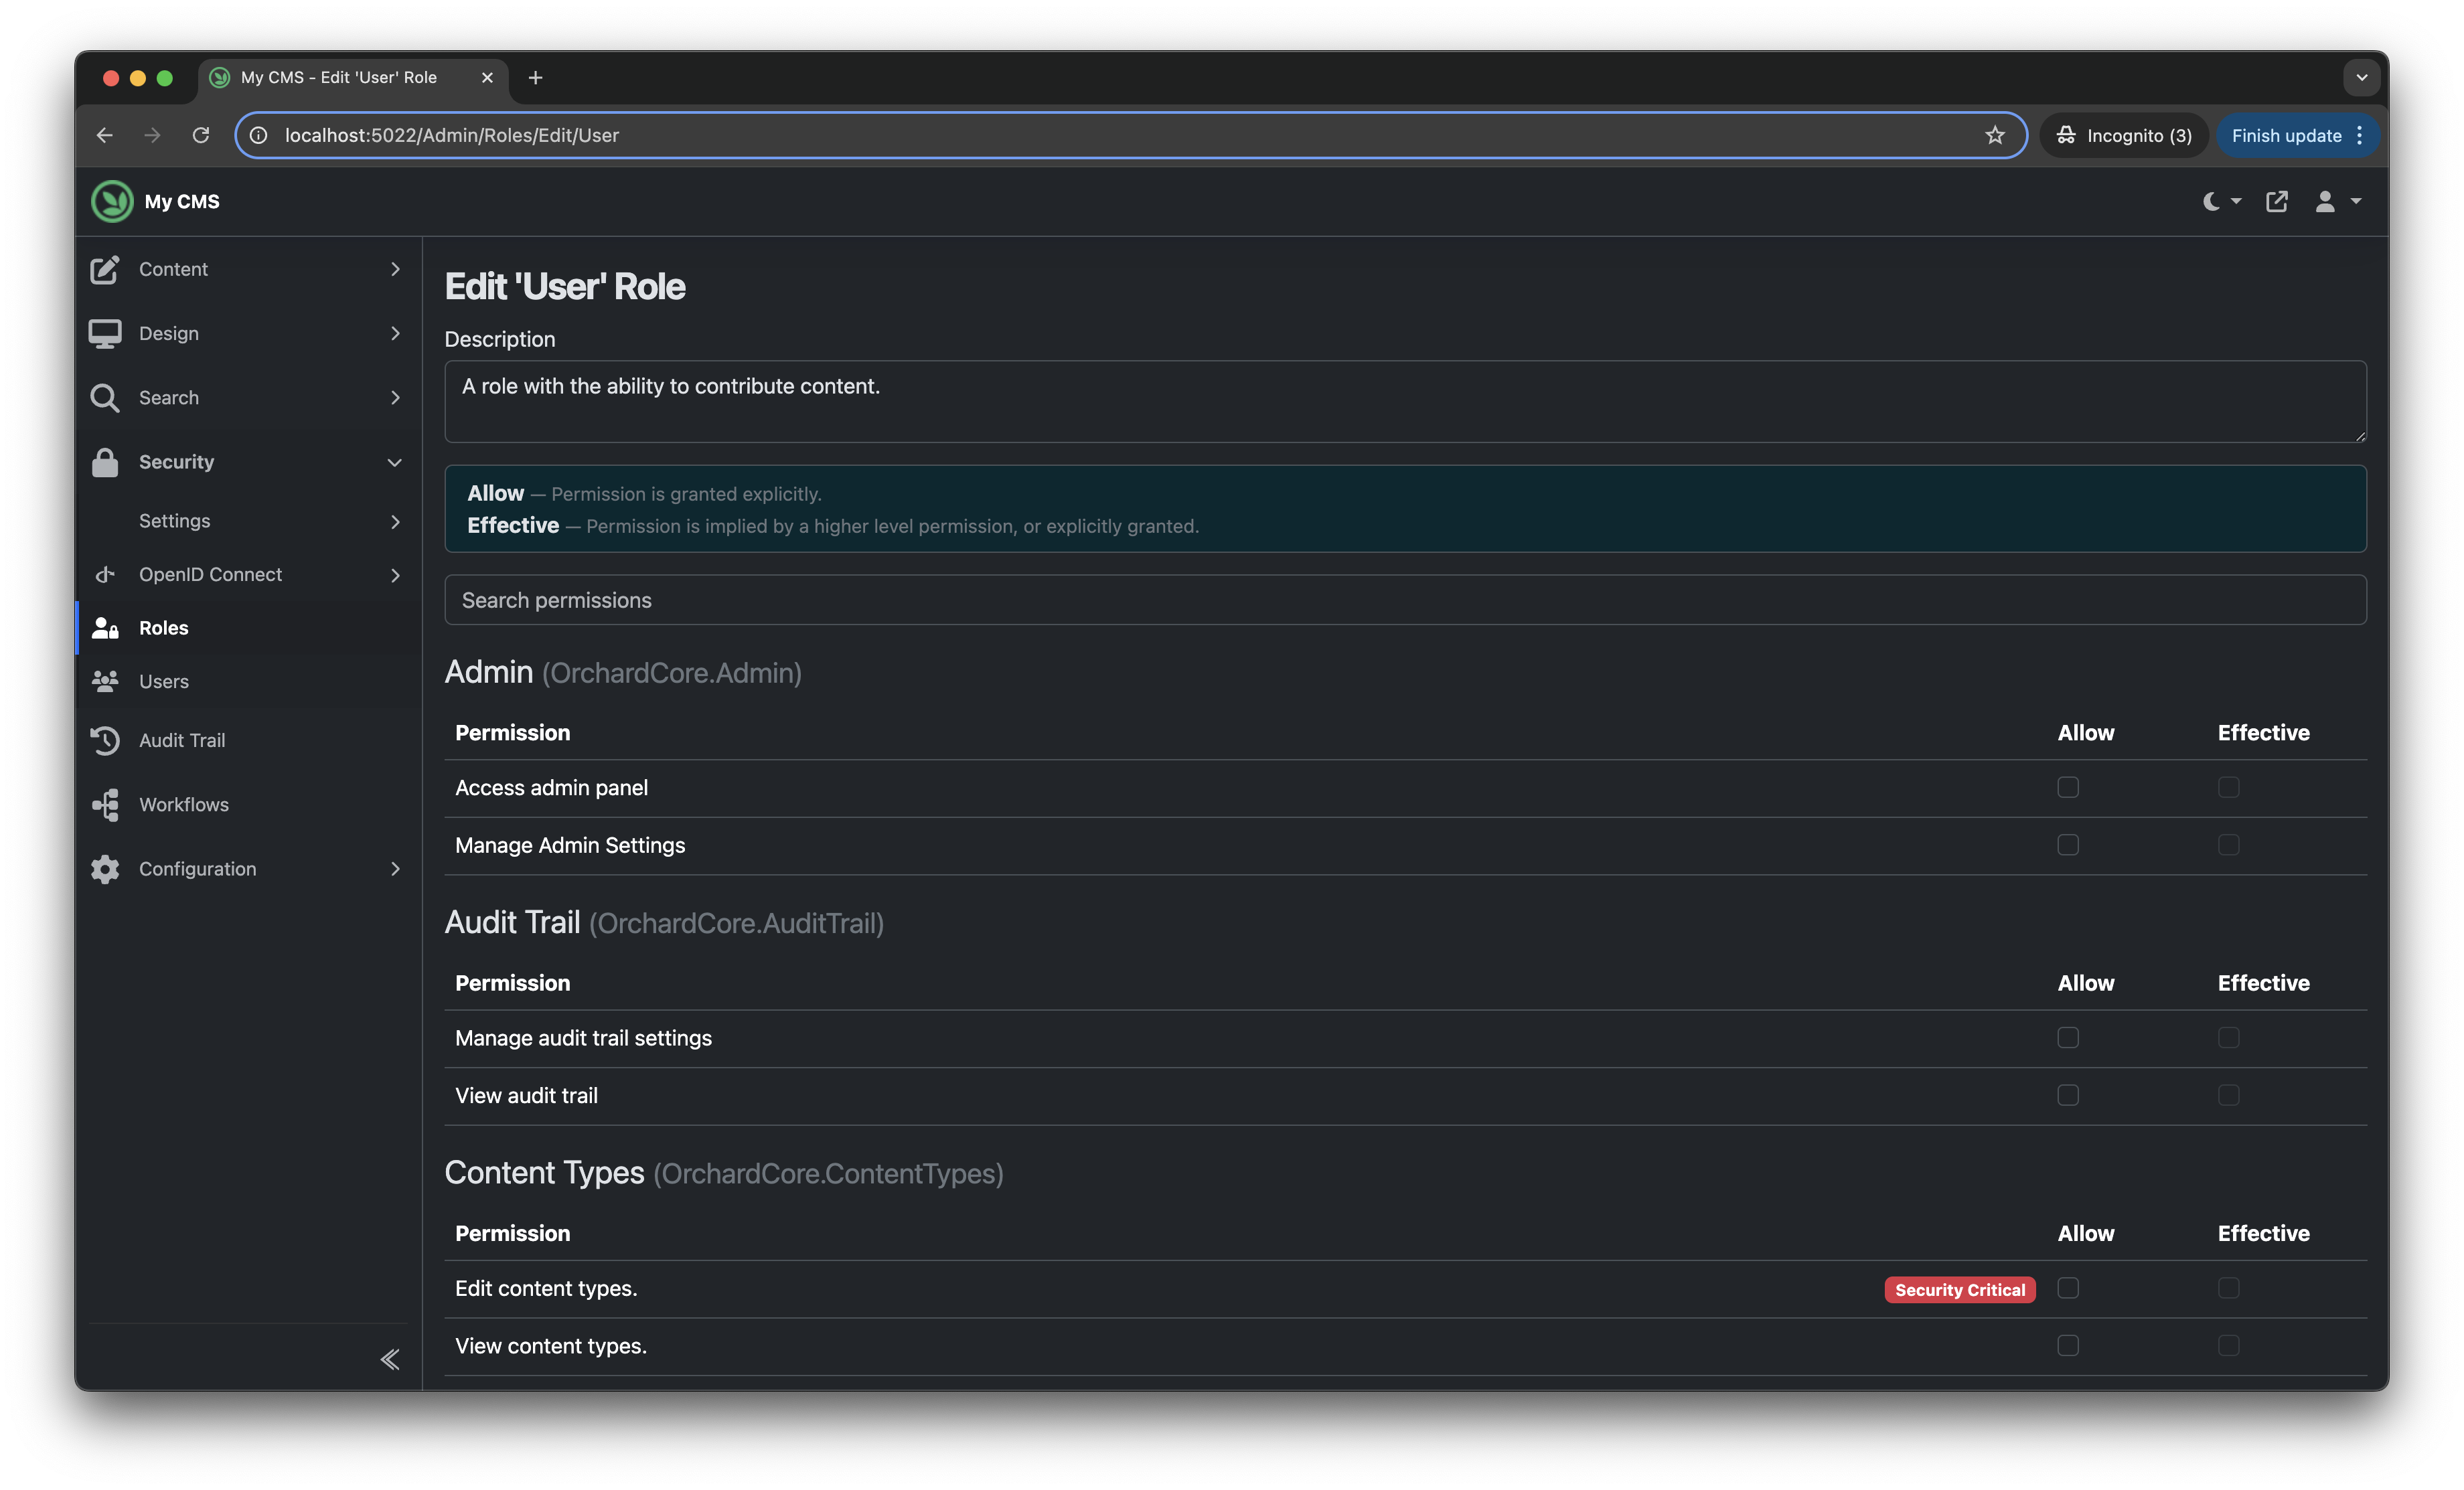 My CMS - Edit 'User' Role
localhost:5022/Admin/Roles/Edit/User
Incognito (3)
Finish update
My CMS
Content
Design
Search
Security
Settings
OpenID Connect
Roles
Users
Audit Trail
Workflows
Configuration
Edit 'User' Role
Description
A role with the ability to contribute content.
Allow — Permission is granted explicitly.
Effective — Permission is implied by a higher level permission, or explicitly granted.
Search permissions
Admin (OrchardCore.Admin)
Permission Allow Effective
Access admin panel
Manage Admin Settings
Audit Trail (OrchardCore.AuditTrail)
Permission Allow Effective
Manage audit trail settings
View audit trail
Content Types (OrchardCore.ContentTypes)
Permission Allow Effective
Edit content types. Security Critical
View content types.